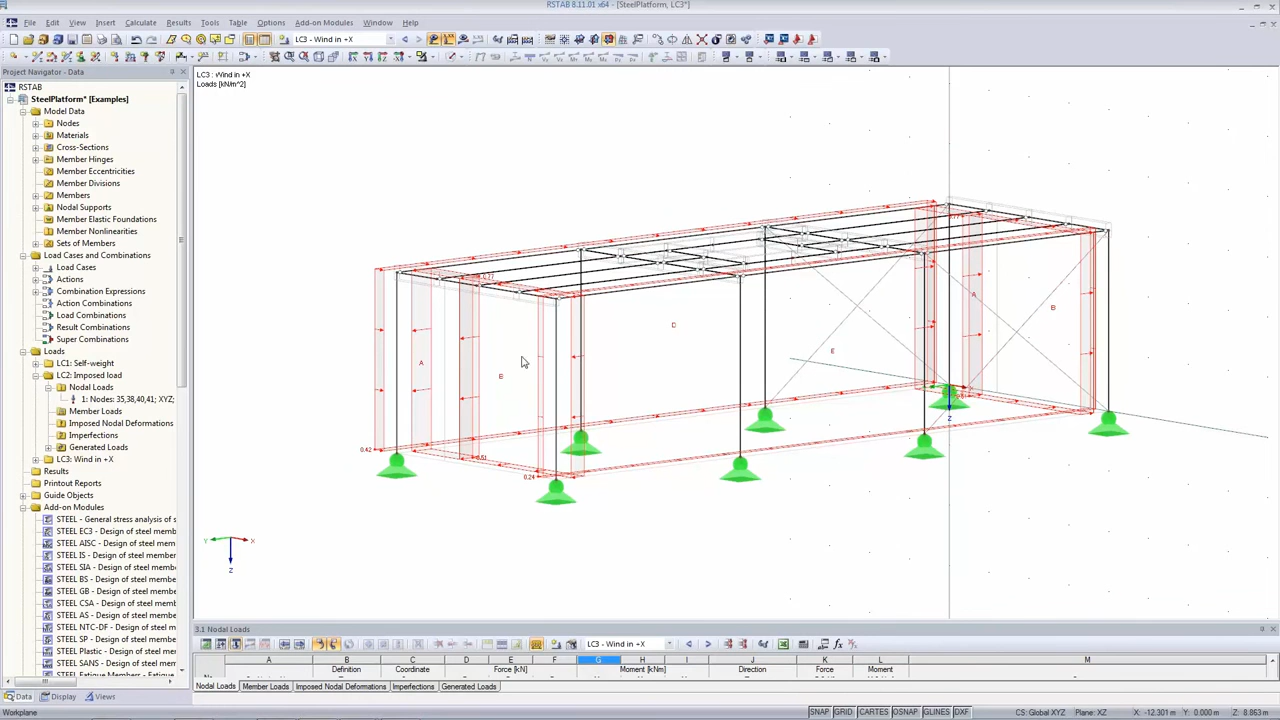 RSTAB 8.11.01 x64 - [SteelPlatform, LC3*]
File Edit View Insert Calculate Results Tools Table Options Add-on Modules Window Help
LC3 - Wind in +X
Project Navigator - Data
RSTAB
SteelPlatform* [Examples]
Model Data
Nodes
Materials
Cross-Sections
Member Hinges
Member Eccentricities
Member Divisions
Members
Nodal Supports
Member Elastic Foundations
Member Nonlinearities
Sets of Members
Load Cases and Combinations
Load Cases
Actions
Combination Expressions
Action Combinations
Load Combinations
Result Combinations
Super Combinations
Loads
LC1: Self-weight
LC2: Imposed load
Nodal Loads
1: Nodes: 35,38,40,41; XYZ;
Member Loads
Imposed Nodal Deformations
Imperfections
Generated Loads
LC3: Wind in +X
Results
Printout Reports
Guide Objects
Add-on Modules
STEEL - General stress analysis of s
STEEL EC3 - Design of steel memb
STEEL AISC - Design of steel mem
STEEL IS - Design of steel member
STEEL SIA - Design of steel membe
STEEL BS - Design of steel membe
STEEL GB - Design of steel membe
STEEL CSA - Design of steel memb
STEEL AS - Design of steel membe
STEEL NTC-DF - Design of steel me
STEEL SP - Design of steel membe
STEEL Plastic - Design of steel me
STEEL SANS - Design of steel mem
STEEL Fatigue Members - Fatigue
Data Display Views
LC3 : Wind in +X
Loads [kN/m^2]
0.77
D
A
B
E
A
B
0.42
0.51
0.24
Z
Y X
Z
3.1 Nodal Loads
LC3 - Wind in +X
A B C D E F G H I J K L M
Definition Coordinate Force [kN] Moment [kNm] Direction Force Moment
Nodal Loads Member Loads Imposed Nodal Deformations Imperfections Generated Loads
Workplane
SNAP GRID CARTES OSNAP GLINES DXF CS: Global XYZ Plane: XZ X: -12.301 m Y: 0.000 m Z: 8.863 m